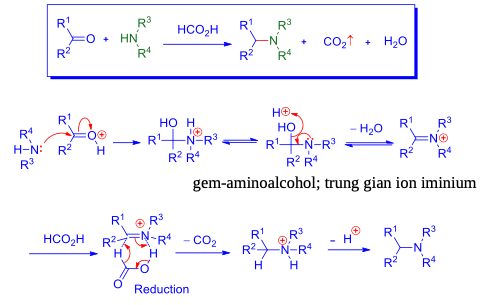 R¹ R² O + HN R³ R⁴ HCO₂H R¹ R² N R³ R⁴ + CO₂↑ + H₂O
R⁴ H–N: R³ R¹ R² O⊕ H HO R¹ R² H N⊕ R³ R⁴ H⊕ HO R¹ R² N R³ R⁴ – H₂O R¹ R² N⊕ R³ R⁴
gem-aminoalcohol; trung gian ion iminium
HCO₂H R¹ R² N⊕ R³ R⁴ H H O O – CO₂ R¹ R² H N⊕ R³ R⁴ H - H⊕ R¹ R² N R³ R⁴
Reduction